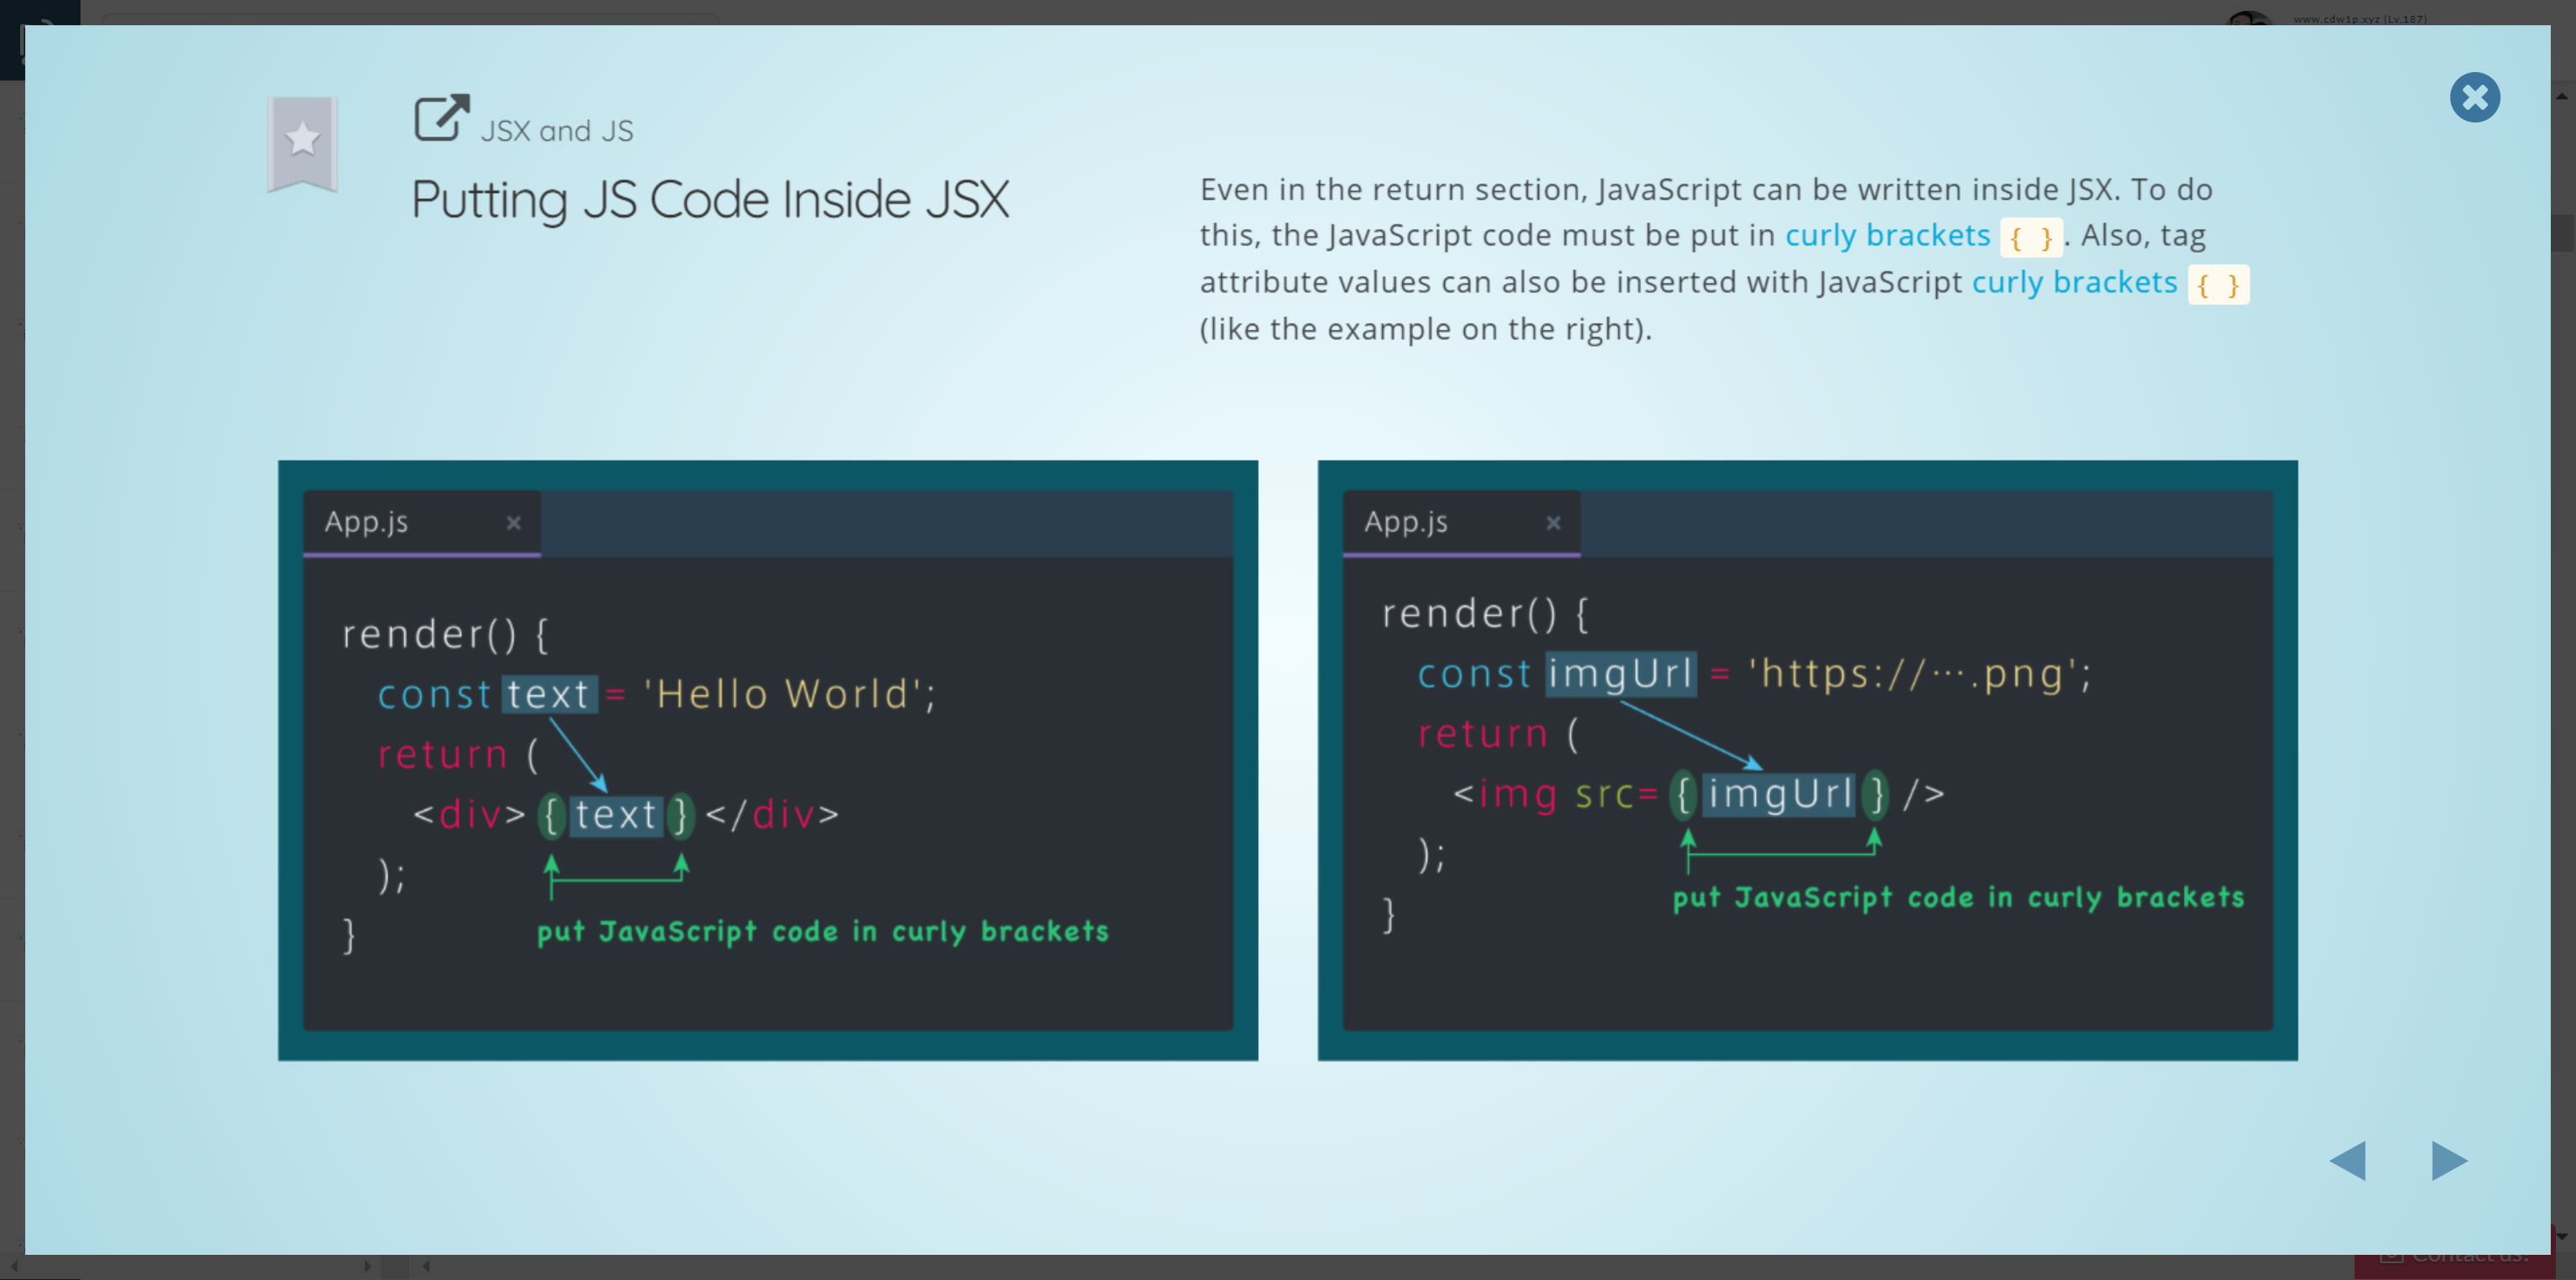 www.cdw1p.xyz (Lv.187)
JSX and JS
Putting JS Code Inside JSX
Even in the return section, JavaScript can be written inside JSX. To do
this, the JavaScript code must be put in curly brackets { }. Also, tag
attribute values can also be inserted with JavaScript curly brackets { }
(like the example on the right).
App.js ×
render() {
const text = 'Hello World';
return (
<div> { text } </div>
);
}
put JavaScript code in curly brackets
App.js ×
render() {
const imgUrl = 'https://⋯.png';
return (
<img src= { imgUrl } />
);
put JavaScript code in curly brackets
}
Contact us!